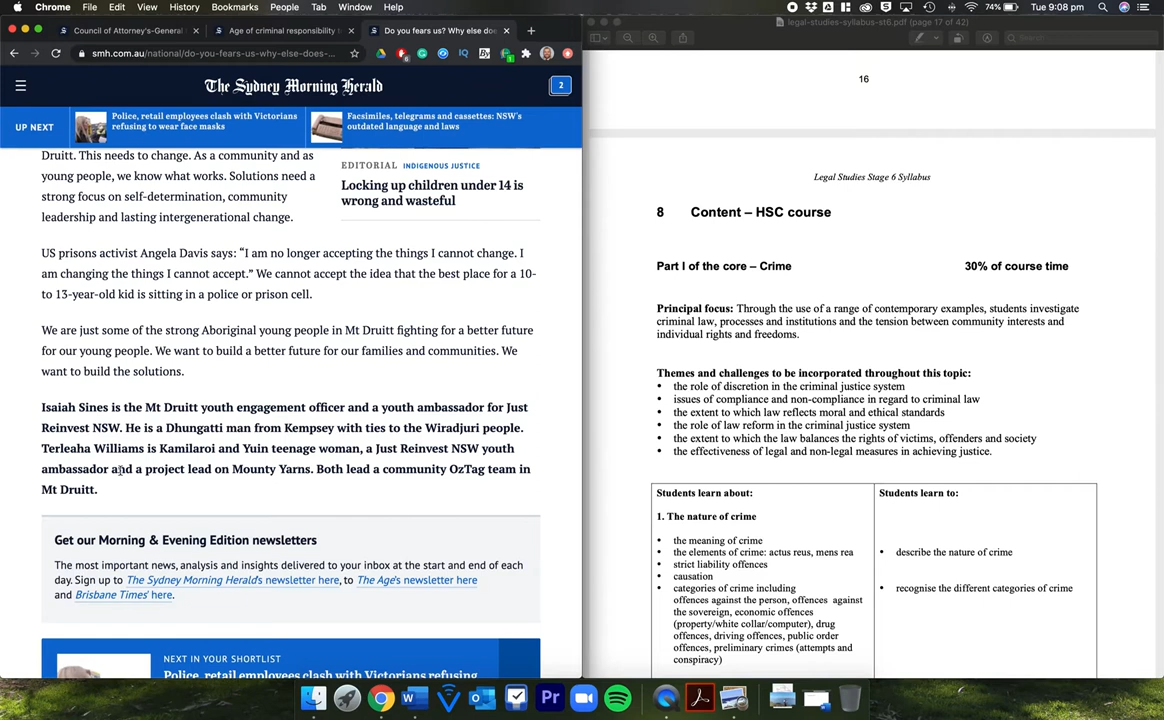 Chrome File Edit View History Bookmarks People Tab Window Help
74% Tue 9:08 pm
Council of Attorney's-General
Age of criminal responsibility
Do you fears us? Why else doe
smh.com.au/national/do-you-fears-us-why-else-does-...
The Sydney Morning Herald
2
UP NEXT
Police, retail employees clash with Victorians
refusing to wear face masks
Facsimiles, telegrams and cassettes: NSW's
outdated language and laws
Druitt. This needs to change. As a community and as
young people, we know what works. Solutions need a
strong focus on self-determination, community
leadership and lasting intergenerational change.
EDITORIAL INDIGENOUS JUSTICE
Locking up children under 14 is
wrong and wasteful
US prisons activist Angela Davis says: “I am no longer accepting the things I cannot change. I
am changing the things I cannot accept.” We cannot accept the idea that the best place for a 10-
to 13-year-old kid is sitting in a police or prison cell.
We are just some of the strong Aboriginal young people in Mt Druitt fighting for a better future
for our young people. We want to build a better future for our families and communities. We
want to build the solutions.
Isaiah Sines is the Mt Druitt youth engagement officer and a youth ambassador for Just
Reinvest NSW. He is a Dhungatti man from Kempsey with ties to the Wiradjuri people.
Terleaha Williams is Kamilaroi and Yuin teenage woman, a Just Reinvest NSW youth
ambassador and a project lead on Mounty Yarns. Both lead a community OzTag team in
Mt Druitt.
Get our Morning & Evening Edition newsletters
The most important news, analysis and insights delivered to your inbox at the start and end of each
day. Sign up to The Sydney Morning Herald's newsletter here, to The Age's newsletter here
and Brisbane Times' here.
NEXT IN YOUR SHORTLIST
Police, retail employees clash with Victorians refusing
legal-studies-syllabus-st6.pdf (page 17 of 42)
Search
16
Legal Studies Stage 6 Syllabus
8 Content – HSC course
Part I of the core – Crime 30% of course time
Principal focus: Through the use of a range of contemporary examples, students investigate
criminal law, processes and institutions and the tension between community interests and
individual rights and freedoms.
Themes and challenges to be incorporated throughout this topic:
• the role of discretion in the criminal justice system
• issues of compliance and non-compliance in regard to criminal law
• the extent to which law reflects moral and ethical standards
• the role of law reform in the criminal justice system
• the extent to which the law balances the rights of victims, offenders and society
• the effectiveness of legal and non-legal measures in achieving justice.
Students learn about:
1. The nature of crime
• the meaning of crime
• the elements of crime: actus reus, mens rea
• strict liability offences
• causation
• categories of crime including
offences against the person, offences against
the sovereign, economic offences
(property/white collar/computer), drug
offences, driving offences, public order
offences, preliminary crimes (attempts and
conspiracy)
Students learn to:
• describe the nature of crime
• recognise the different categories of crime
Pr